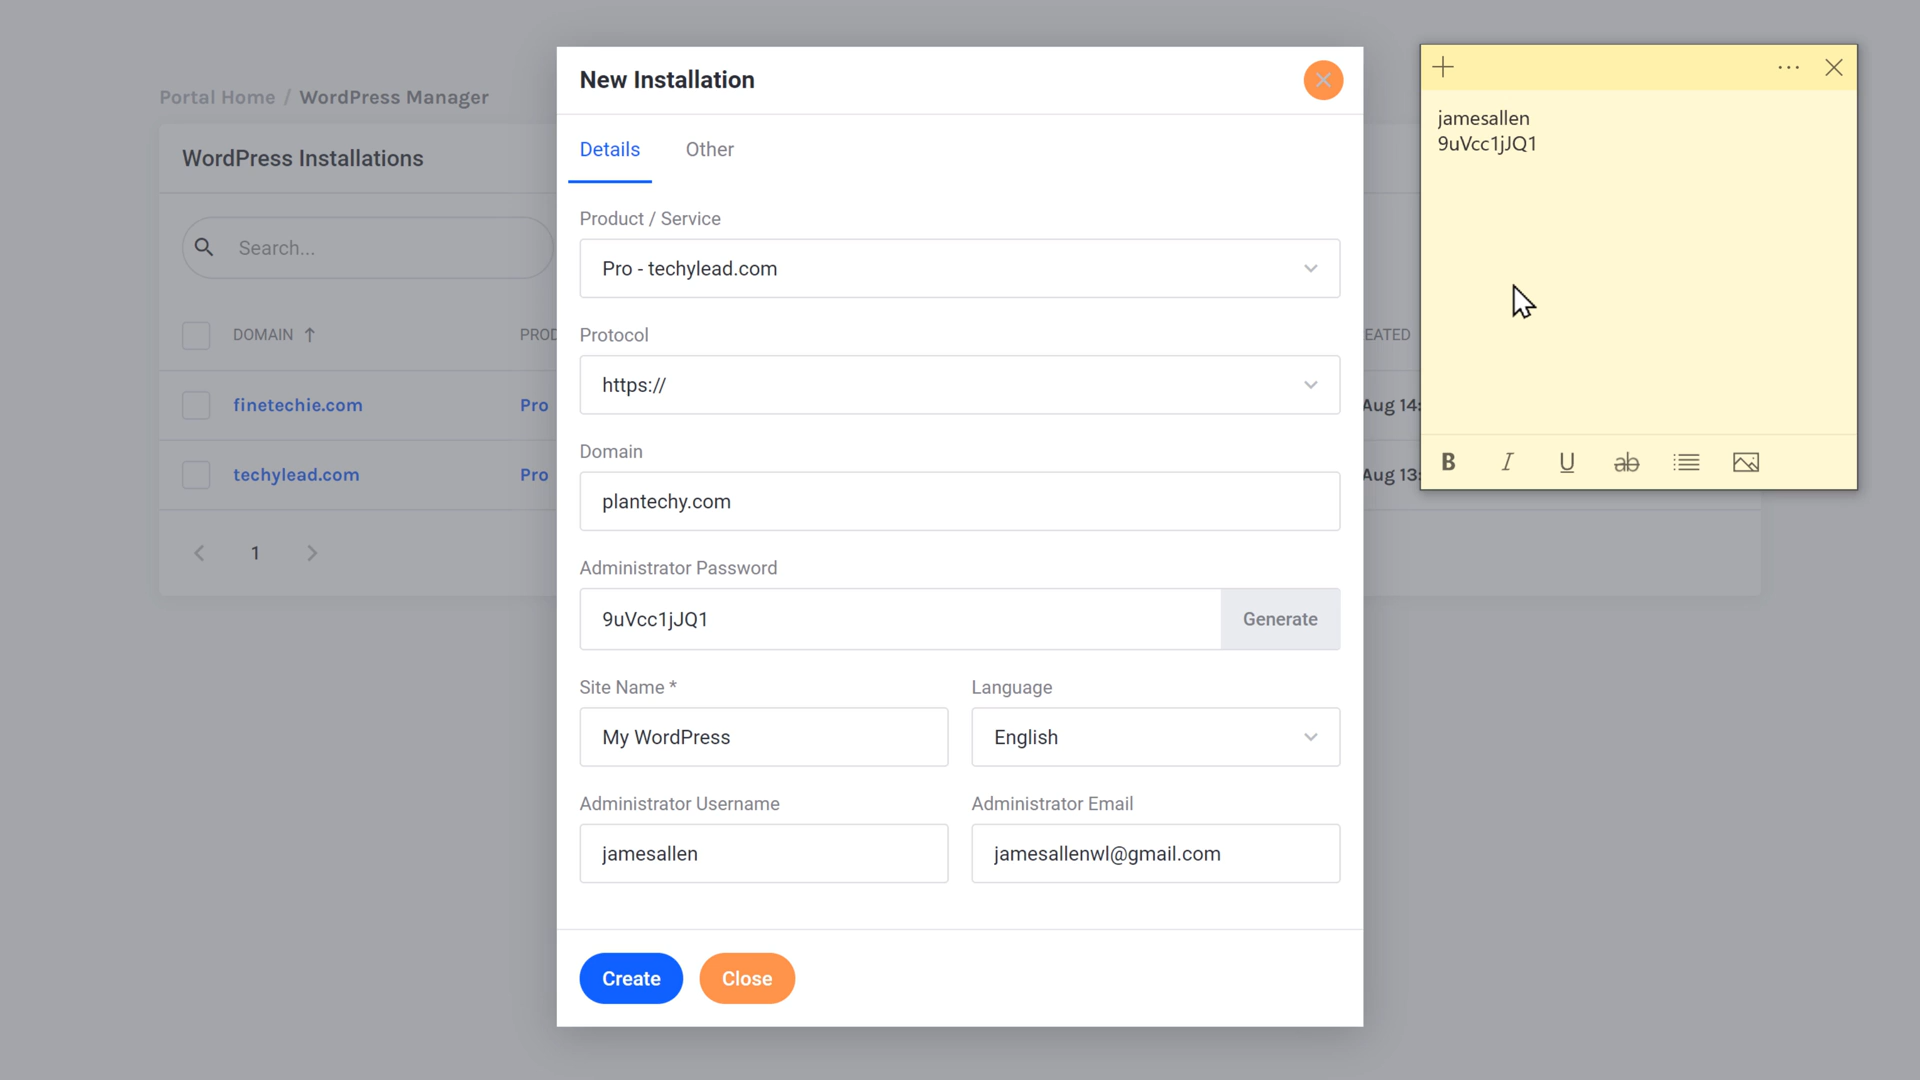 Portal Home / WordPress Manager
WordPress Installations
Search...
DOMAIN
PROD
EATED
finetechie.com
Pro
Aug 14:
techylead.com
Pro
Aug 13:
1
New Installation
Details
Other
Product / Service
Pro - techylead.com
Protocol
https://
Domain
plantechy.com
Administrator Password
9uVcc1jJQ1
Generate
Site Name *
Language
My WordPress
English
Administrator Username
Administrator Email
jamesallen
jamesallenwl@gmail.com
Create
Close
jamesallen
9uVcc1jJQ1
B
I
U
ab